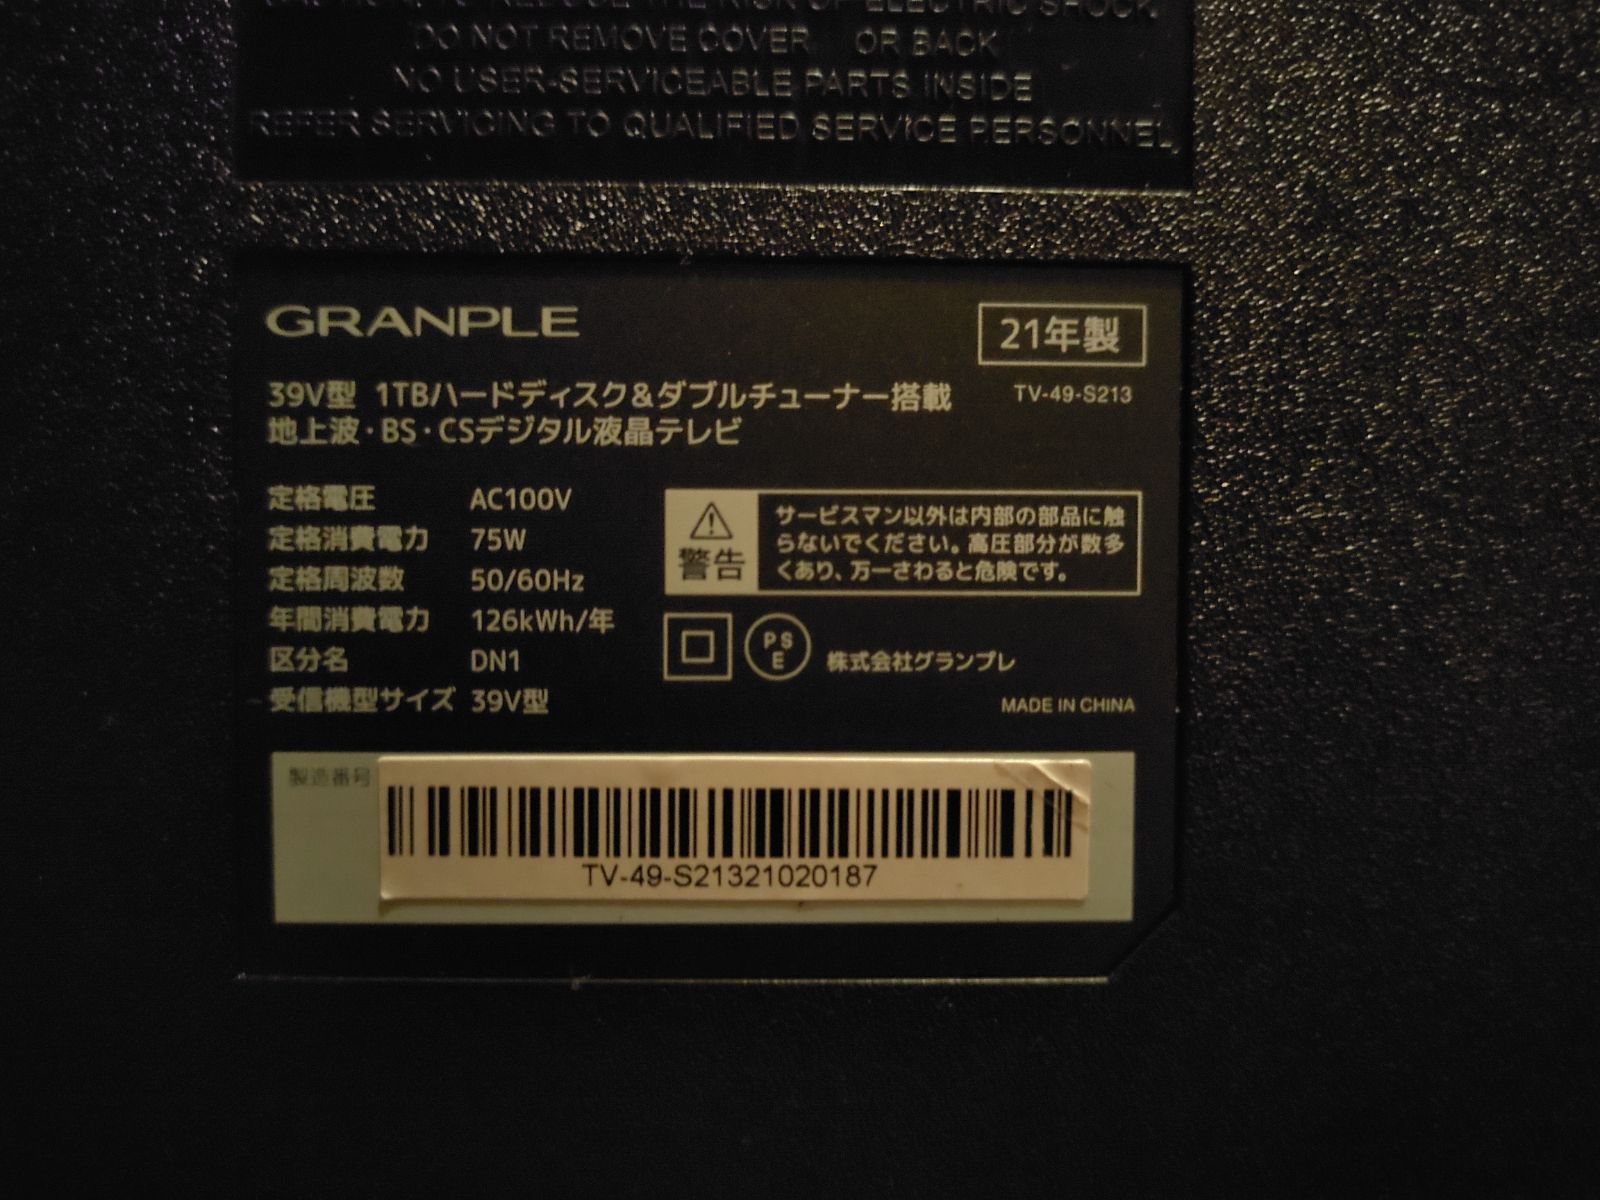 CAUTION: TO REDUCE THE RISK OF ELECTRIC SHOCK
DO NOT REMOVE COVER OR BACK
NO USER-SERVICEABLE PARTS INSIDE
REFER SERVICING TO QUALIFIED SERVICE PERSONNEL
GRANPLE
21年製
39V型 1TBハードディスク&ダブルチューナー搭載
TV-49-S213
地上波・BS・CSデジタル液晶テレビ
定格電圧 AC100V
定格消費電力 75W
定格周波数 50/60Hz
年間消費電力 126kWh/年
区分名 DN1
受信機型サイズ 39V型
警告
サービスマン以外は内部の部品に触
らないでください。高圧部分が数多
くあり、万一さわると危険です。
PS
E
株式会社グランプレ
MADE IN CHINA
製造番号
TV-49-S21321020187